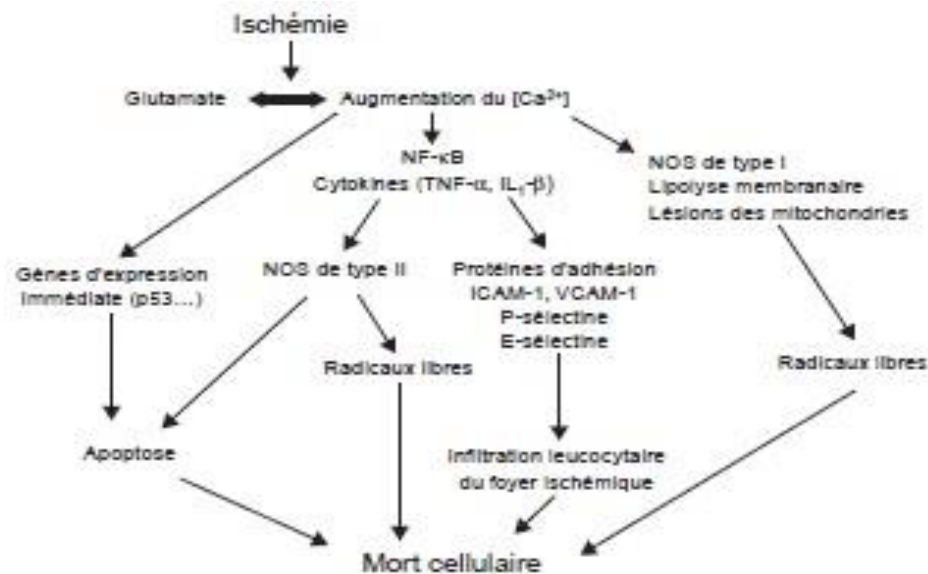 Ischémie
Glutamate Augmentation du [Ca²⁺]
NF-κB
Cytokines (TNF-α, IL₁-β)
NOS de type I
Lipolyse membranaire
Lésions des mitochondries
Gènes d'expression
immédiate (p53…)
NOS de type II
Protéines d'adhésion
ICAM-1, VCAM-1
P-sélectine
E-sélectine
Radicaux libres
Radicaux libres
Apoptose
Infiltration leucocytaire
du foyer ischémique
Mort cellulaire